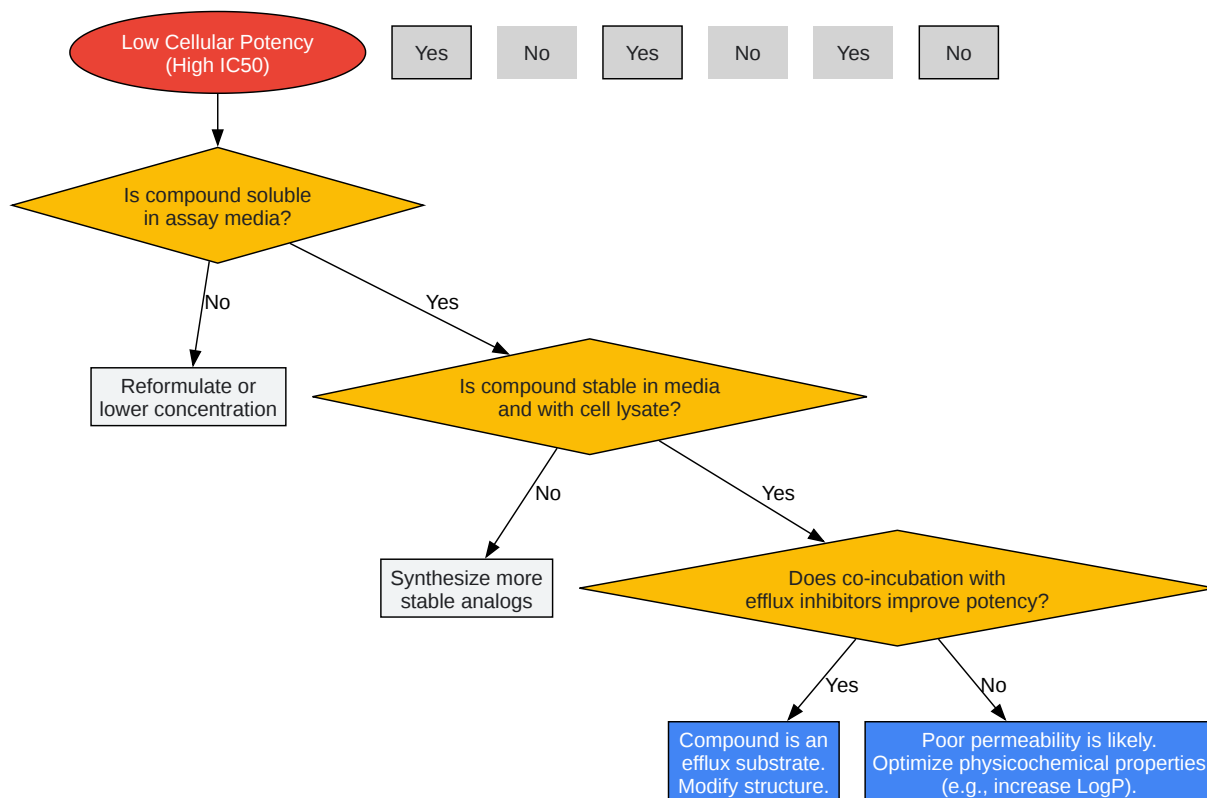 Low Cellular Potency
(High IC50)
Yes
No
Yes
No
Yes
No
Is compound soluble
in assay media?
No
Yes
Reformulate or
lower concentration
Is compound stable in media
and with cell lysate?
No
Yes
Synthesize more
stable analogs
Does co-incubation with
efflux inhibitors improve potency?
Yes
No
Compound is an
efflux substrate.
Modify structure.
Poor permeability is likely.
Optimize physicochemical properties
(e.g., increase LogP).